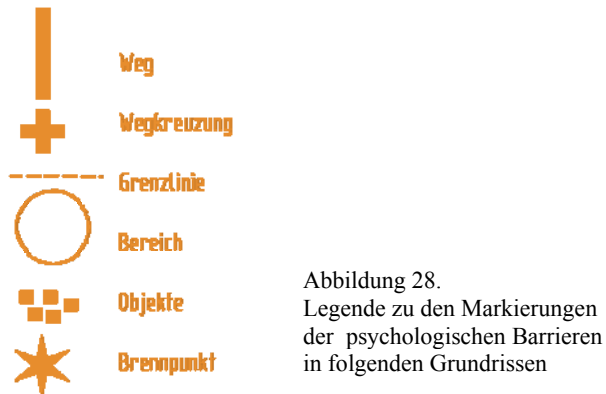 Weg
Wegkreuzung
Grenzlinie
Bereich
Objekte
Brennpunkt
Abbildung 28.
Legende zu den Markierungen
der psychologischen Barrieren
in folgenden Grundrissen